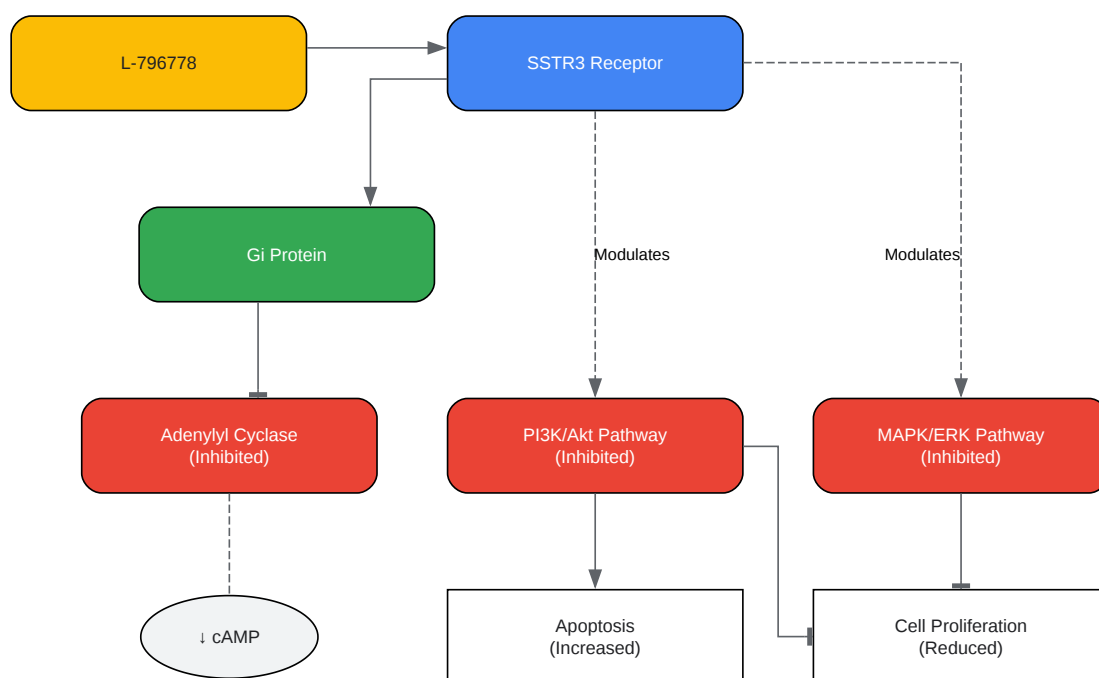 L-796778
SSTR3 Receptor
Gi Protein
Modulates
Modulates
Adenylyl Cyclase
(Inhibited)
PI3K/Akt Pathway
(Inhibited)
MAPK/ERK Pathway
(Inhibited)
↓ cAMP
Apoptosis
(Increased)
Cell Proliferation
(Reduced)